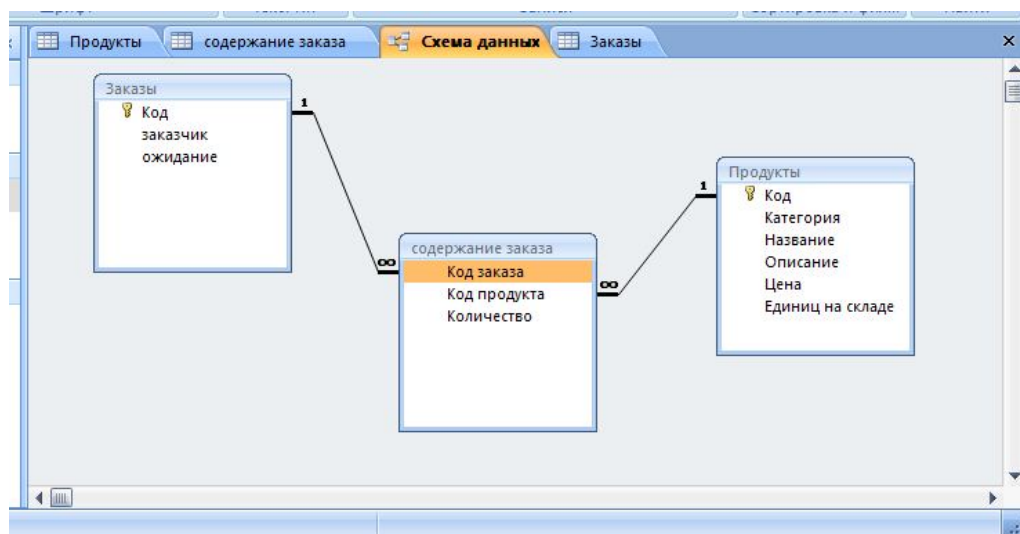 Продукты содержание заказа Схема данных Заказы
Заказы
Код
заказчик
ожидание
1
∞
содержание заказа
Код заказа
Код продукта
Количество
∞
1
Продукты
Код
Категория
Название
Описание
Цена
Единиц на складе